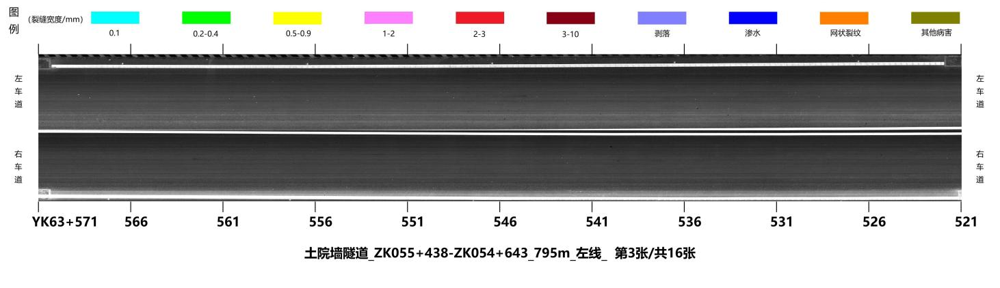 图例
(裂缝宽度/mm)
0.1 0.2-0.4 0.5-0.9 1-2 2-3 3-10 剥落 渗水 网状裂纹 其他病害
左车道
左车道
右车道
右车道
YK63+571 566 561 556 551 546 541 536 531 526 521
土院墙隧道_ZK055+438-ZK054+643_795m_左线_ 第3张/共16张